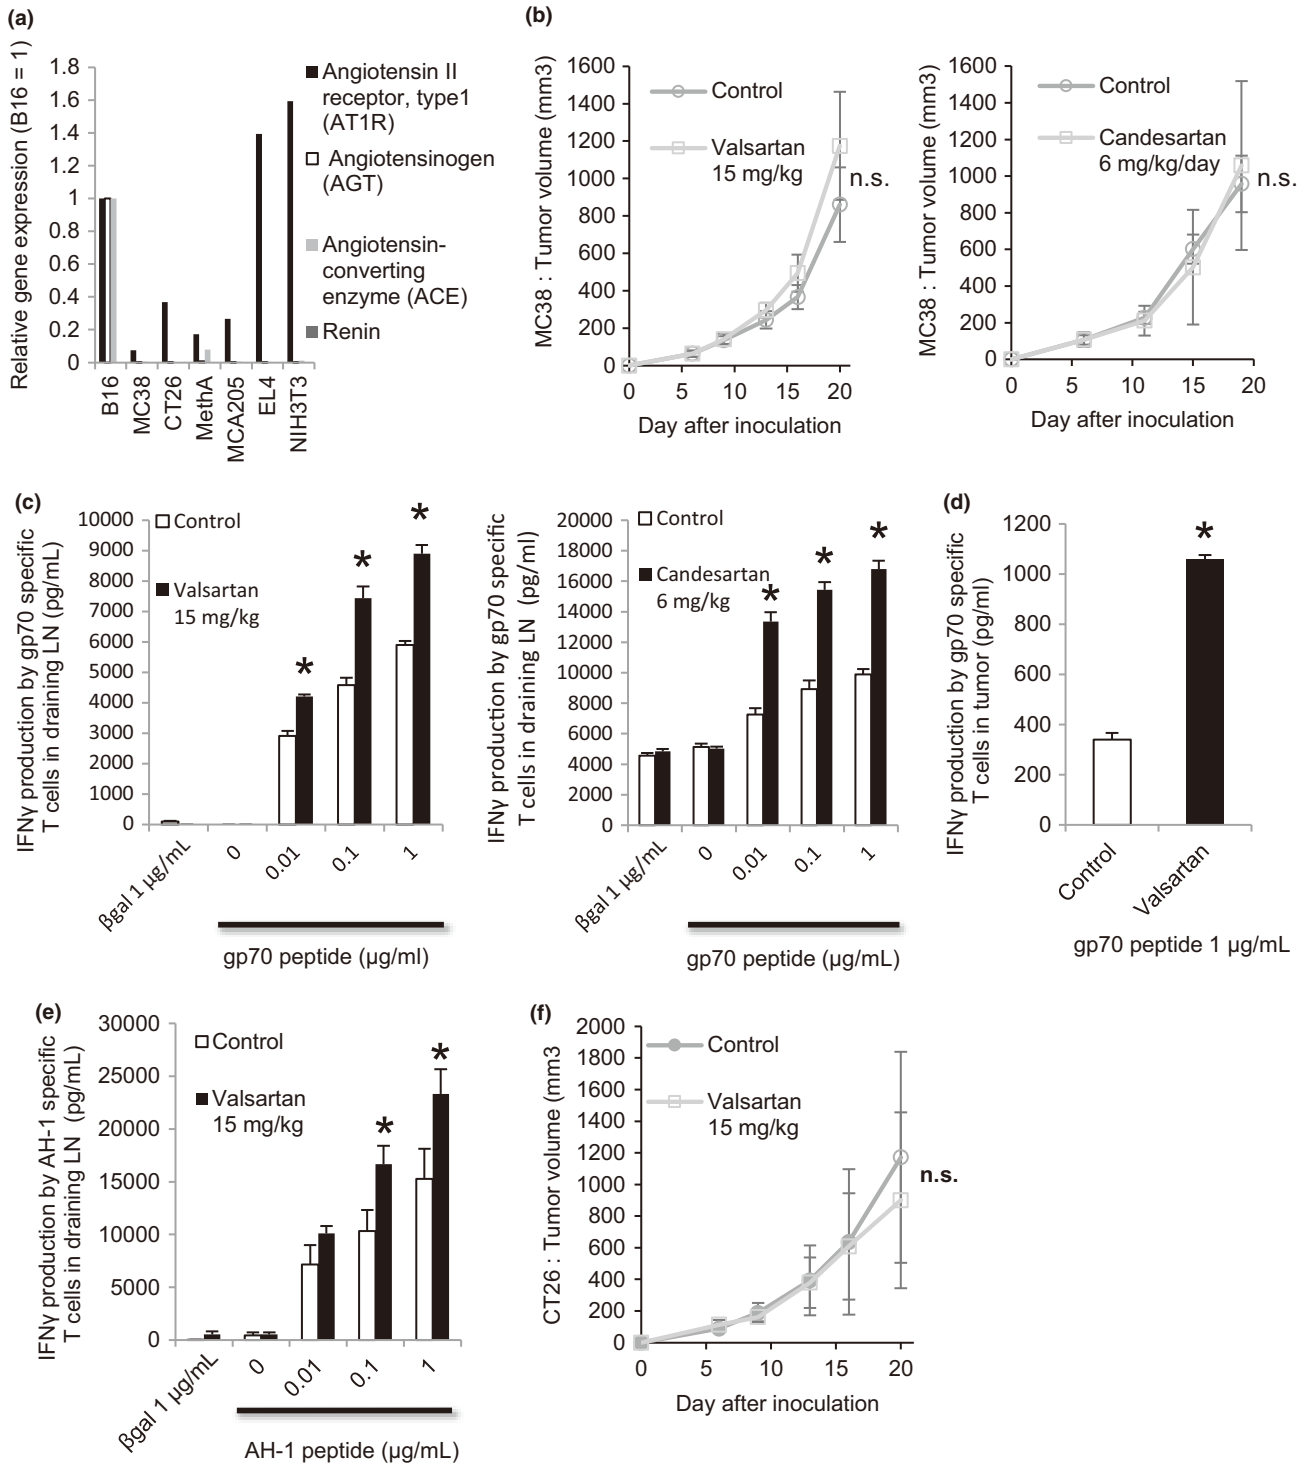 (a)
Relative gene expression (B16 = 1)
1.8
1.6
1.4
1.2
1
0.8
0.6
0.4
0.2
0
B16
MC38
CT26
MethA
MCA205
EL4
NIH3T3
Angiotensin II
receptor, type1
(AT1R)
Angiotensinogen
(AGT)
Angiotensin-
converting
enzyme (ACE)
Renin
(b)
MC38 : Tumor volume (mm3)
1600
1400
1200
1000
800
600
400
200
0
0 5 10 15 20
Day after inoculation
Control
Valsartan
15 mg/kg
n.s.
MC38 : Tumor volume (mm3)
1600
1400
1200
1000
800
600
400
200
0
0 5 10 15 20
Day after inoculation
Control
Candesartan
6 mg/kg/day
n.s.
(c)
IFNγ production by gp70 specific
T cells in draining LN (pg/mL)
10000
9000
8000
7000
6000
5000
4000
3000
2000
1000
0
Control
Valsartan
15 mg/kg
*
*
*
βgal 1 µg/mL
0
0.01
0.1
1
gp70 peptide (µg/ml)
IFNγ production by gp70 specific
T cells in draining LN (pg/ml)
20000
18000
16000
14000
12000
10000
8000
6000
4000
2000
0
Control
Candesartan
6 mg/kg
*
*
*
βgal 1 µg/mL
0
0.01
0.1
1
gp70 peptide (µg/mL)
(d)
IFNγ production by gp70 specific
T cells in tumor (pg/ml)
1200
1000
800
600
400
200
0
*
Control
Valsartan
gp70 peptide 1 µg/mL
(e)
IFNγ production by AH-1 specific
T cells in draining LN (pg/mL)
30000
25000
20000
15000
10000
5000
0
Control
Valsartan
15 mg/kg
*
*
βgal 1 µg/mL
0
0.01
0.1
1
AH-1 peptide (µg/mL)
(f)
CT26 : Tumor volume (mm3
2000
1800
1600
1400
1200
1000
800
600
400
200
0
0 5 10 15 20
Day after inoculation
Control
Valsartan
15 mg/kg
n.s.